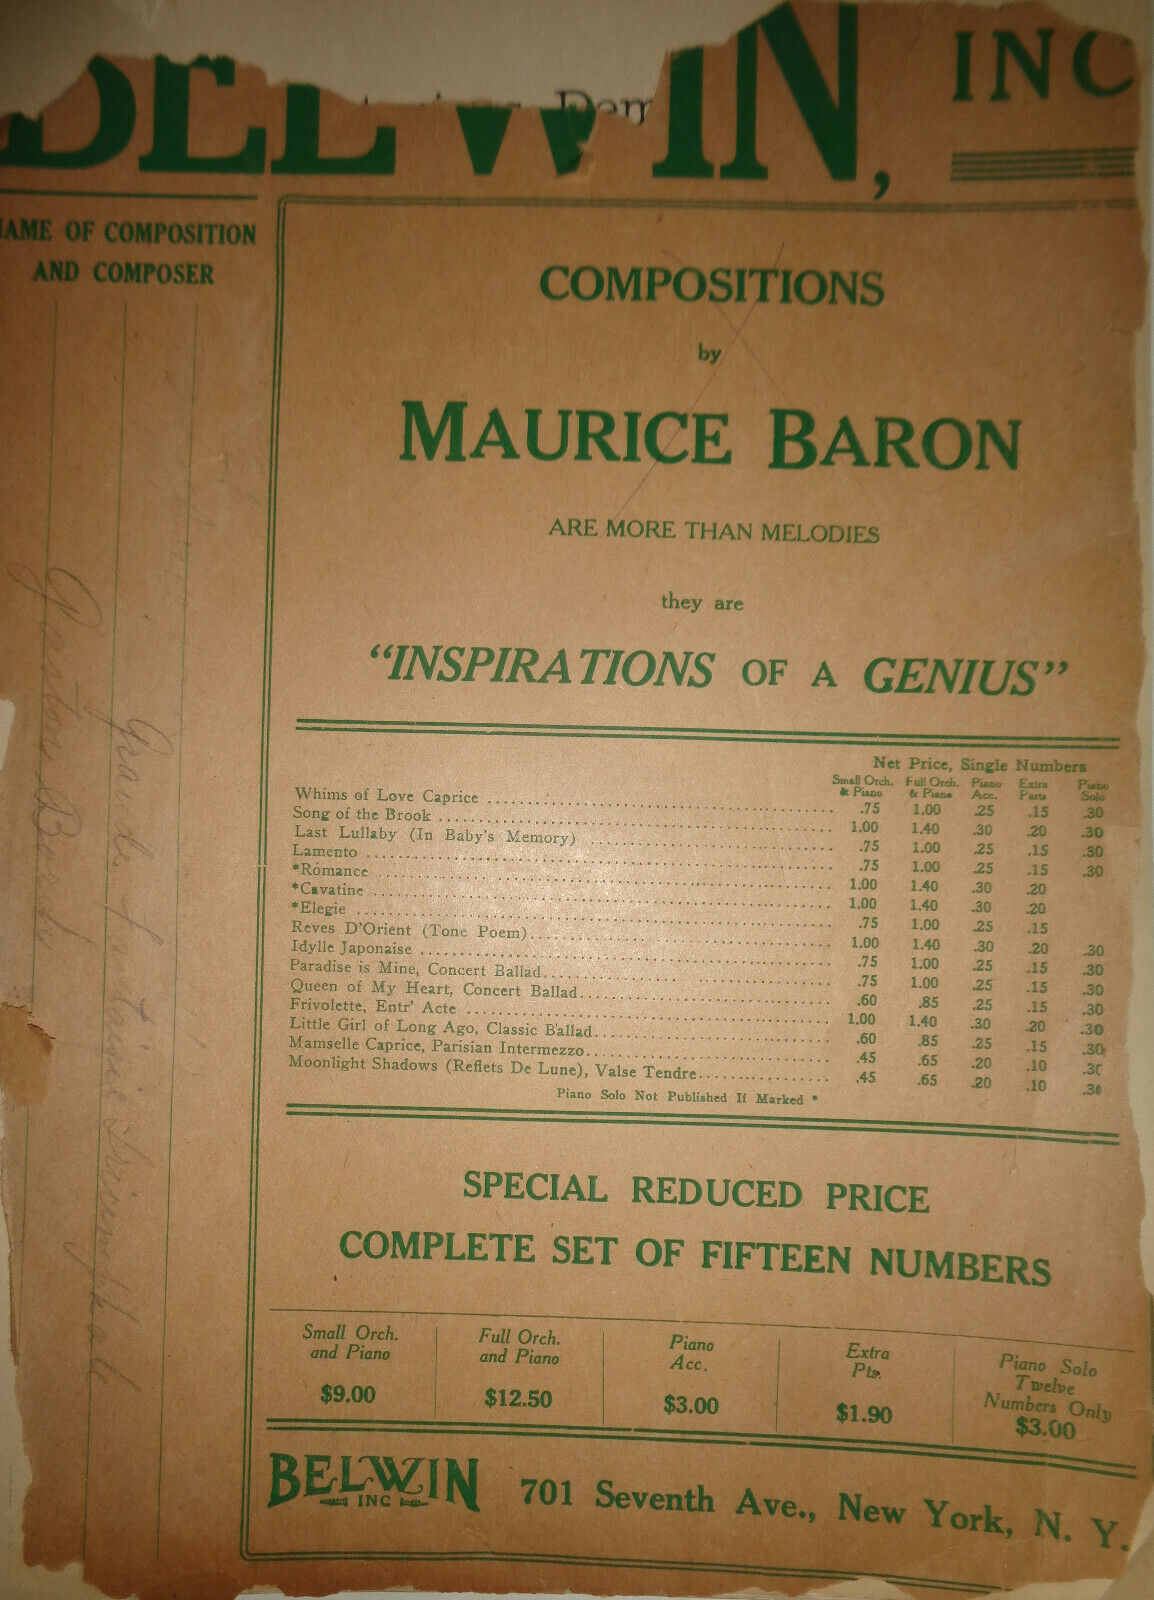 BELWIN, INC
NAME OF COMPOSITION
AND COMPOSER
COMPOSITIONS
by
MAURICE BARON
ARE MORE THAN MELODIES
they are
“INSPIRATIONS OF A GENIUS”
Net Price, Single Numbers
Small Orch. & Piano Full Orch. & Piano Piano Acc. Extra Parts Piano Solo
Whims of Love Caprice .75 1.00 .25 .15 .30
Song of the Brook 1.00 1.40 .30 .20 .30
Last Lullaby (In Baby's Memory) .75 1.00 .25 .15 .30
Lamento .75 1.00 .25 .15 .30
*Romance 1.00 1.40 .30 .20
*Cavatine 1.00 1.40 .30 .20
*Elegie .75 1.00 .25 .15
Reves D'Orient (Tone Poem) 1.00 1.40 .30 .20 .30
Idylle Japonaise .75 1.00 .25 .15 .30
Paradise is Mine, Concert Ballad .75 1.00 .25 .15 .30
Queen of My Heart, Concert Ballad .60 .85 .25 .15 .30
Frivolette, Entr' Acte 1.00 1.40 .30 .20 .30
Little Girl of Long Ago, Classic Ballad .60 .85 .25 .15 .30
Mamselle Caprice, Parisian Intermezzo .45 .65 .20 .10 .30
Moonlight Shadows (Reflets De Lune), Valse Tendre .45 .65 .20 .10 .30
Piano Solo Not Published If Marked *
SPECIAL REDUCED PRICE
COMPLETE SET OF FIFTEEN NUMBERS
Small Orch. and Piano $9.00
Full Orch. and Piano $12.50
Piano Acc. $3.00
Extra Pts. $1.90
Piano Solo Twelve Numbers Only $3.00
BELWIN INC 701 Seventh Ave., New York, N. Y.